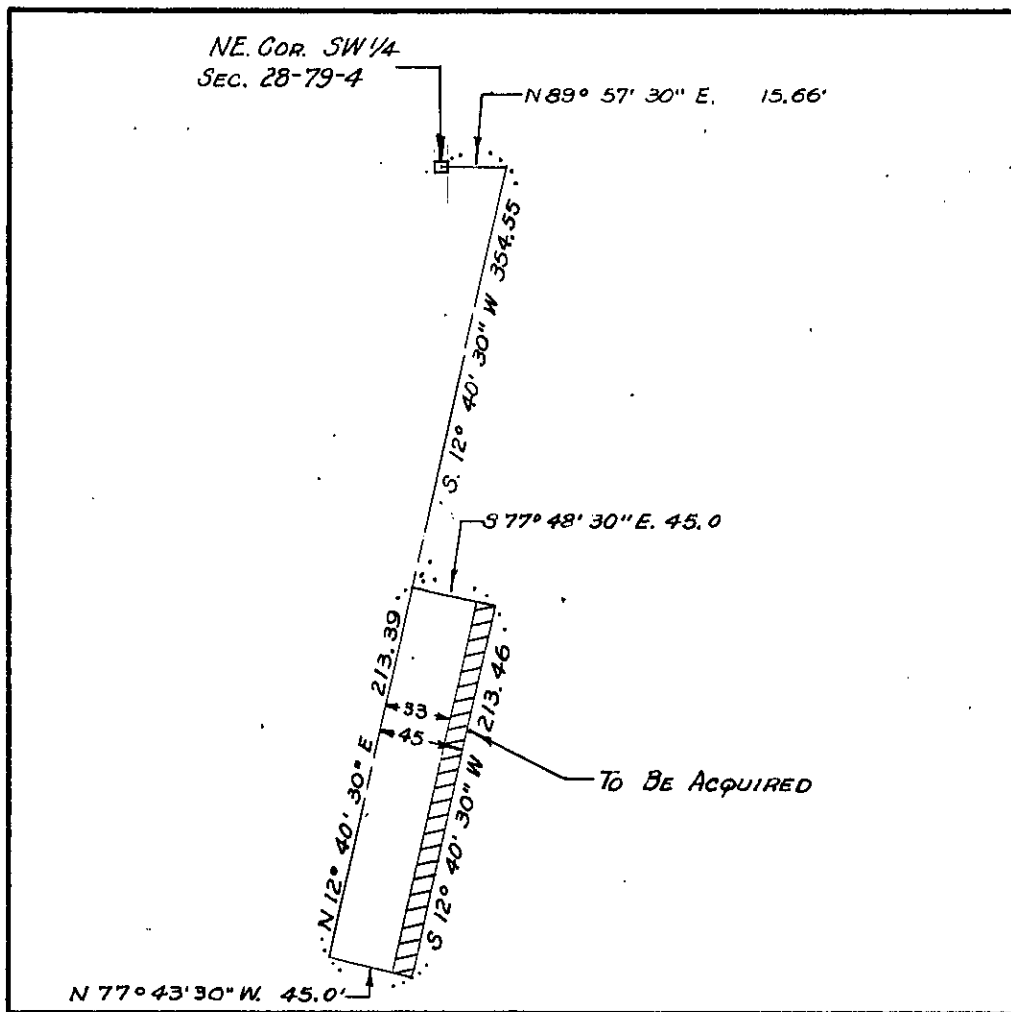 NE. COR. SW 1/4
SEC. 28-79-4
N 89° 57' 30" E. 15.66'
S. 12° 40' 30" W 354.55
S 77° 48' 30" E. 45.0
213.39
N 12° 40' 30" E
33
45
213.46
S 12° 40' 30" W
TO BE ACQUIRED
N 77° 43' 30" W. 45.0'